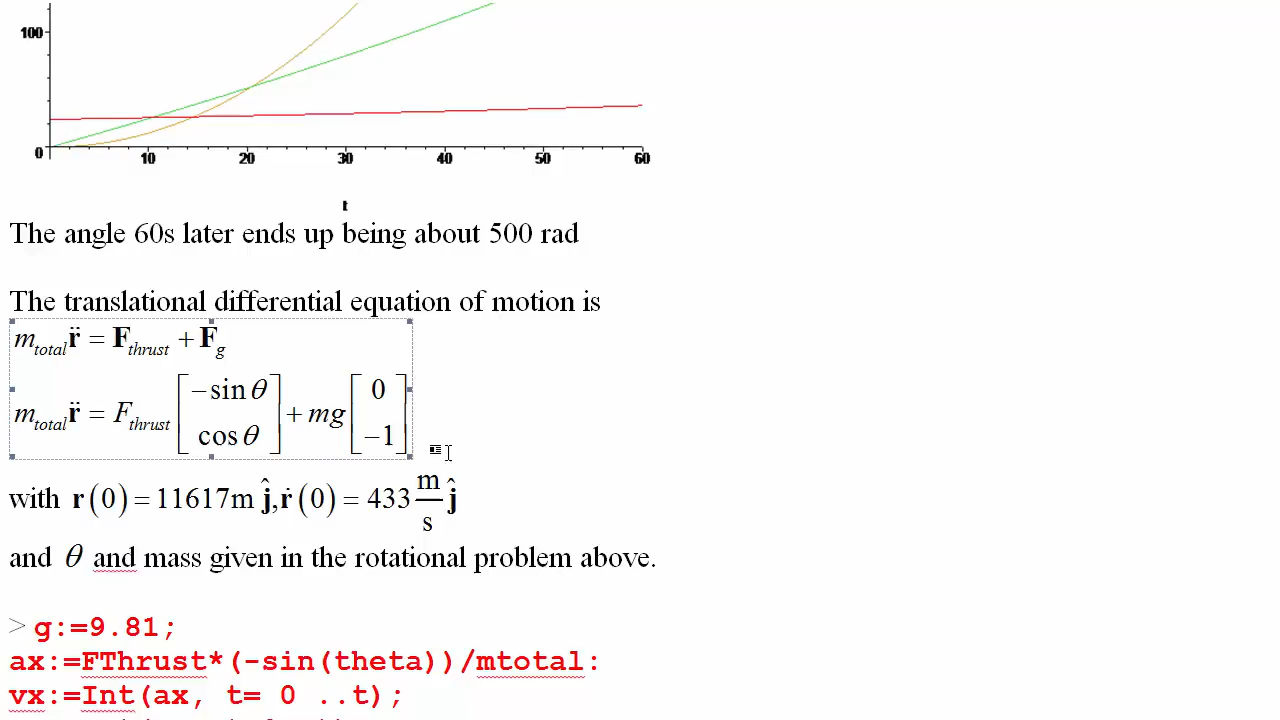 100
0 10 20 30 40 50 60
t
The angle 60s later ends up being about 500 rad
The translational differential equation of motion is
m_total r̈ = F_thrust + F_g
m_total r̈ = F_thrust [−sin θ; cos θ] + mg [0; −1]
with r(0) = 11617m ĵ, ṙ(0) = 433 m/s ĵ
and θ and mass given in the rotational problem above.
> g:=9.81;
ax:=FThrust*(-sin(theta))/mtotal:
vx:=Int(ax, t= 0 ..t);